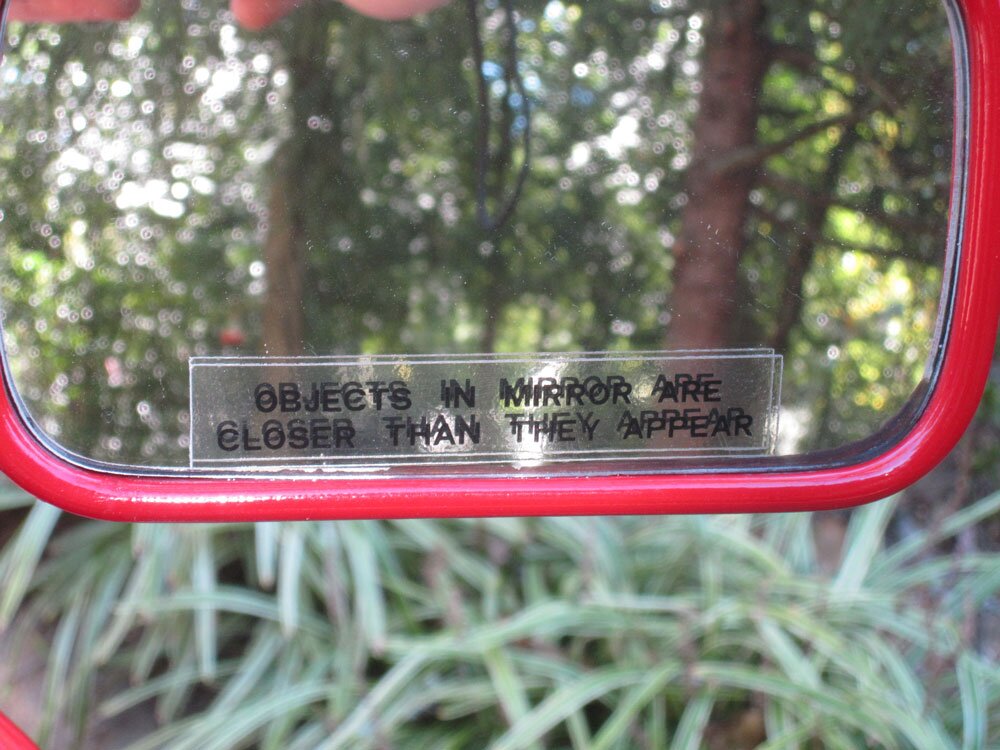 OBJECTS IN MIRROR ARE
CLOSER THAN THEY APPEAR